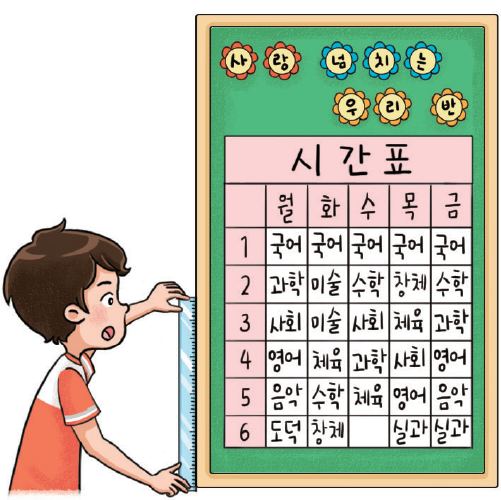 사랑 넘치는
우리 반
시간표
월 화 수 목 금
1 국어 국어 국어 국어 국어
2 과학 미술 수학 창체 수학
3 사회 미술 사회 체육 과학
4 영어 체육 과학 사회 영어
5 음악 수학 체육 영어 음악
6 도덕 창체 실과 실과